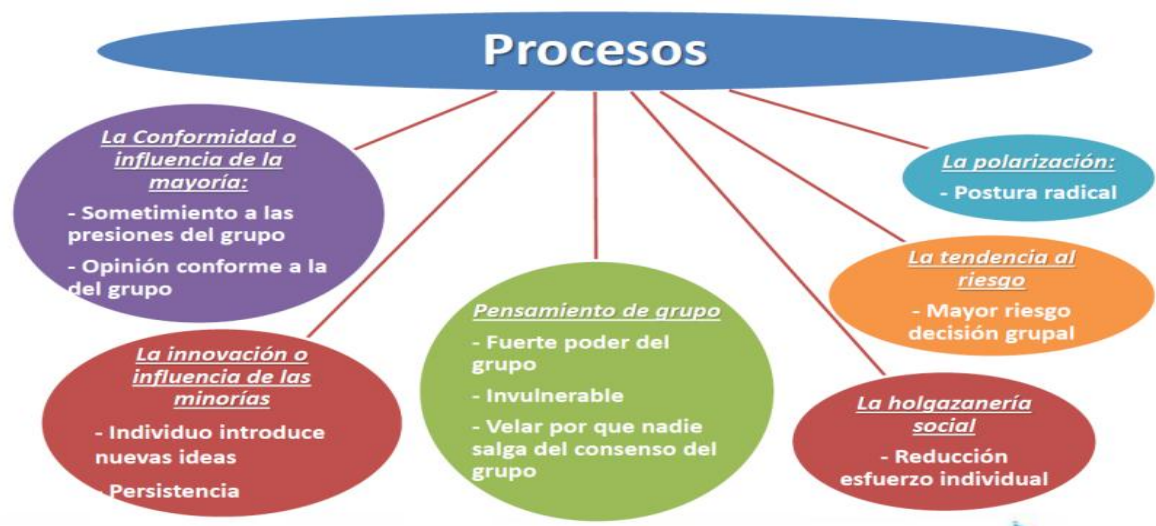 Procesos
La Conformidad o
influencia de la
mayoría:
- Sometimiento a las
presiones del grupo
- Opinión conforme a la
del grupo
La innovación o
influencia de las
minorías
- Individuo introduce
nuevas ideas
- Persistencia
Pensamiento de grupo
- Fuerte poder del
grupo
- Invulnerable
- Velar por que nadie
salga del consenso del
grupo
La polarización:
- Postura radical
La tendencia al
riesgo
- Mayor riesgo
decisión grupal
La holgazanería
social
- Reducción
esfuerzo individual